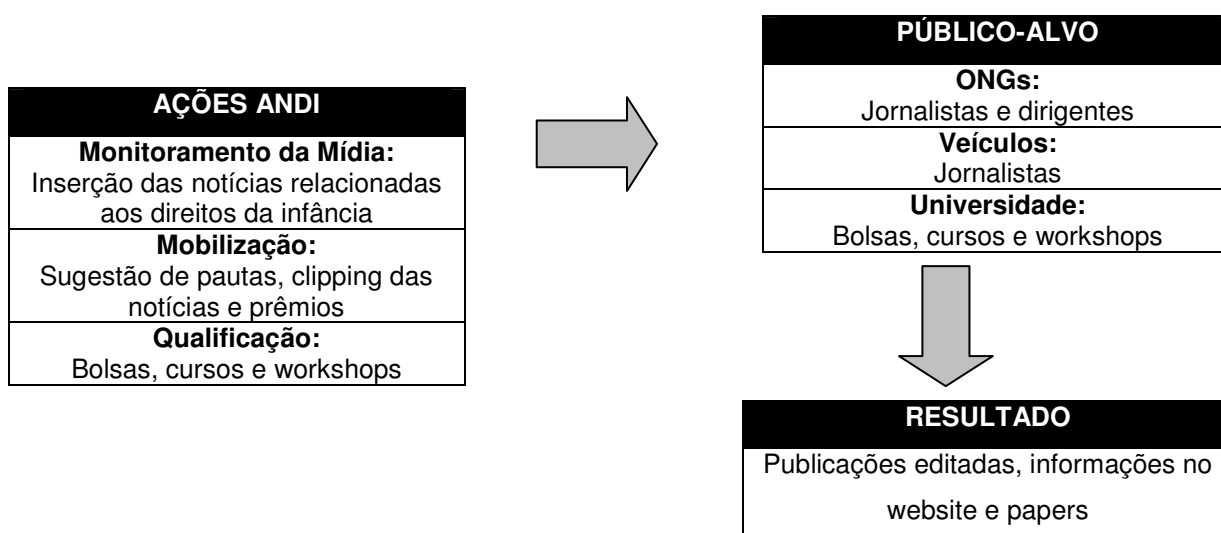 AÇÕES ANDI
Monitoramento da Mídia:
Inserção das notícias relacionadas
aos direitos da infância
Mobilização:
Sugestão de pautas, clipping das
notícias e prêmios
Qualificação:
Bolsas, cursos e workshops
PÚBLICO-ALVO
ONGs:
Jornalistas e dirigentes
Veículos:
Jornalistas
Universidade:
Bolsas, cursos e workshops
RESULTADO
Publicações editadas, informações no
website e papers